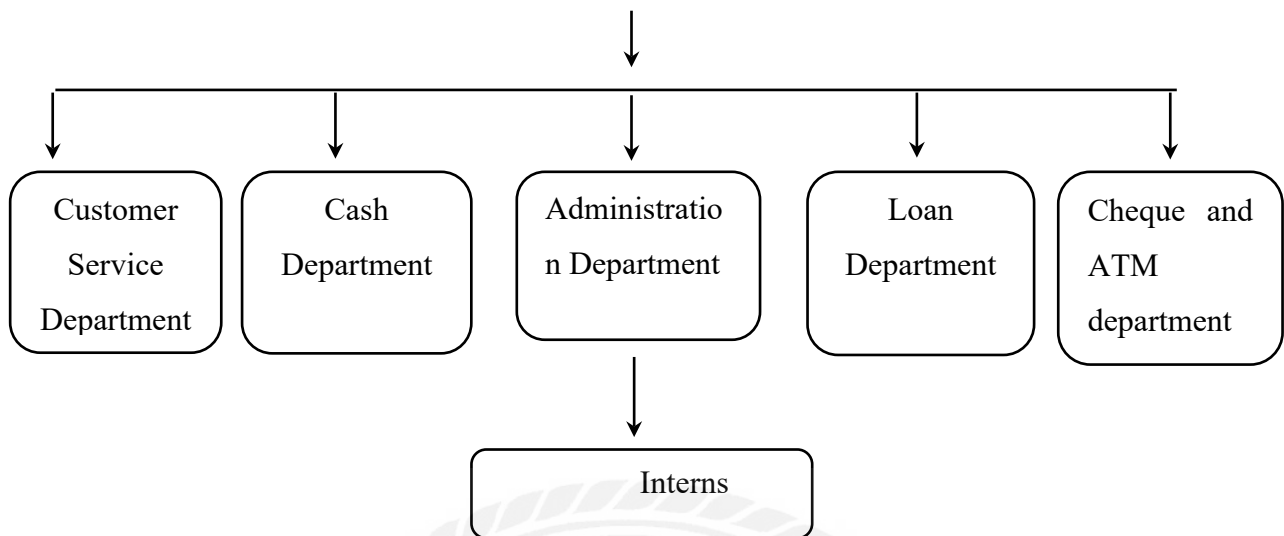 Customer
Service
Department
Cash
Department
Administratio
n Department
Loan
Department
Cheque and
ATM
department
Interns